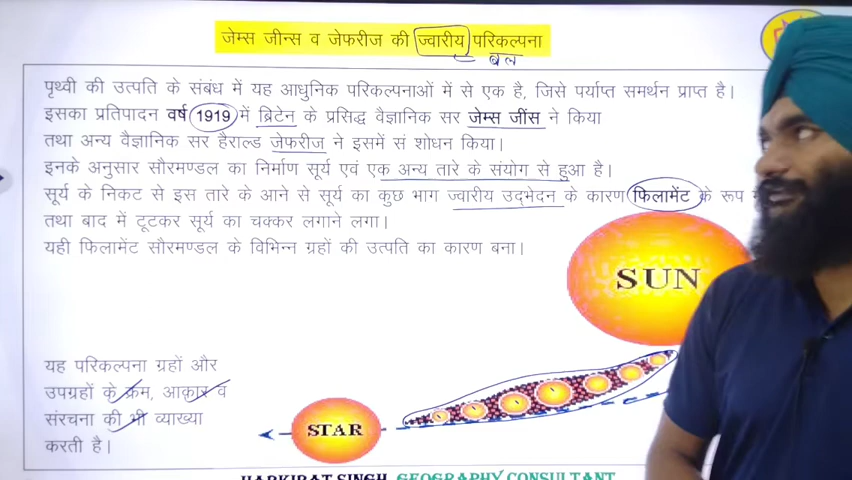 जेम्स जीन्स व जेफरीज की ज्वारीय परिकल्पना
बल
पृथ्वी की उत्पति के संबंध में यह आधुनिक परिकल्पनाओं में से एक है, जिसे पर्याप्त समर्थन प्राप्त है।
इसका प्रतिपादन वर्ष 1919 में ब्रिटेन के प्रसिद्ध वैज्ञानिक सर जेम्स जींस ने किया
तथा अन्य वैज्ञानिक सर हैराल्ड जेफरीज ने इसमें सं शोधन किया।
इनके अनुसार सौरमण्डल का निर्माण सूर्य एवं एक अन्य तारे के संयोग से हुआ है।
सूर्य के निकट से इस तारे के आने से सूर्य का कुछ भाग ज्वारीय उद्भेदन के कारण फिलामेंट के रूप
तथा बाद में टूटकर सूर्य का चक्कर लगाने लगा।
यही फिलामेंट सौरमण्डल के विभिन्न ग्रहों की उत्पति का कारण बना।
SUN
यह परिकल्पना ग्रहों और
उपग्रहों के क्रम, आकार व
संरचना की भी व्याख्या
करती है।
STAR
HARKIRAT SINGH GEOGRAPHY CONSULTANT